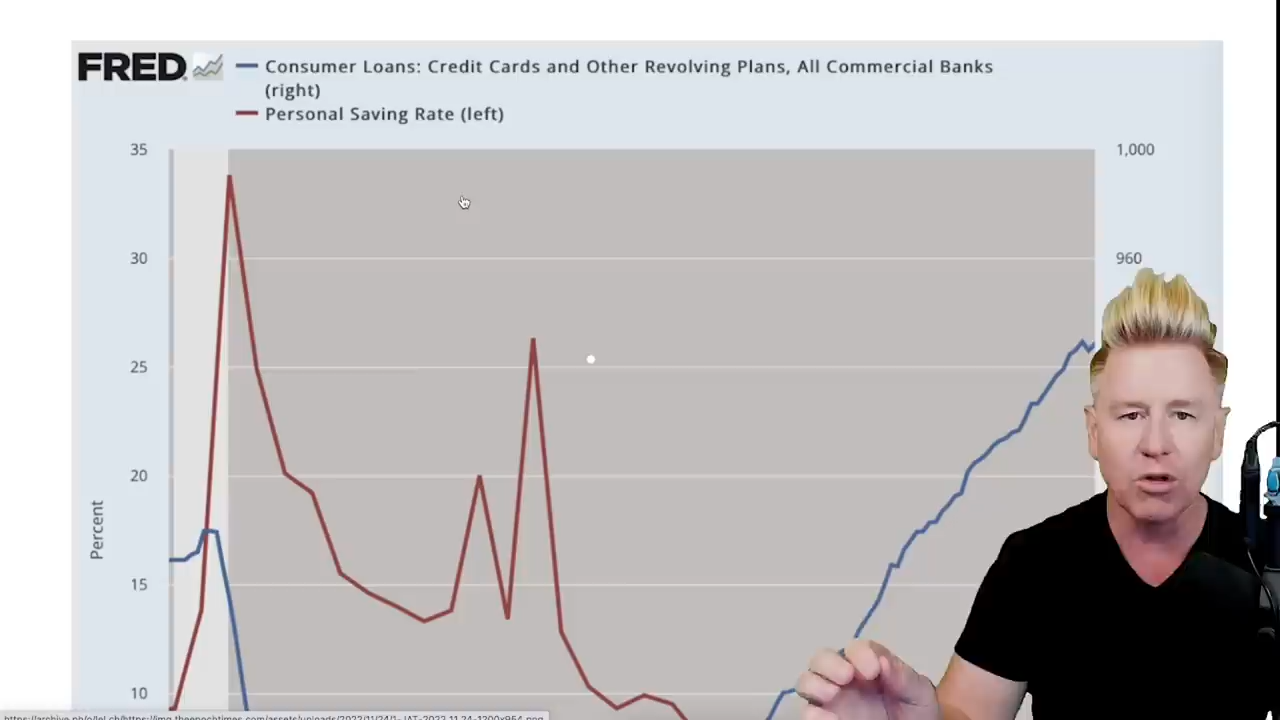 FRED
Consumer Loans: Credit Cards and Other Revolving Plans, All Commercial Banks
(right)
Personal Saving Rate (left)
35
1,000
30
960
25
20
Percent
15
10